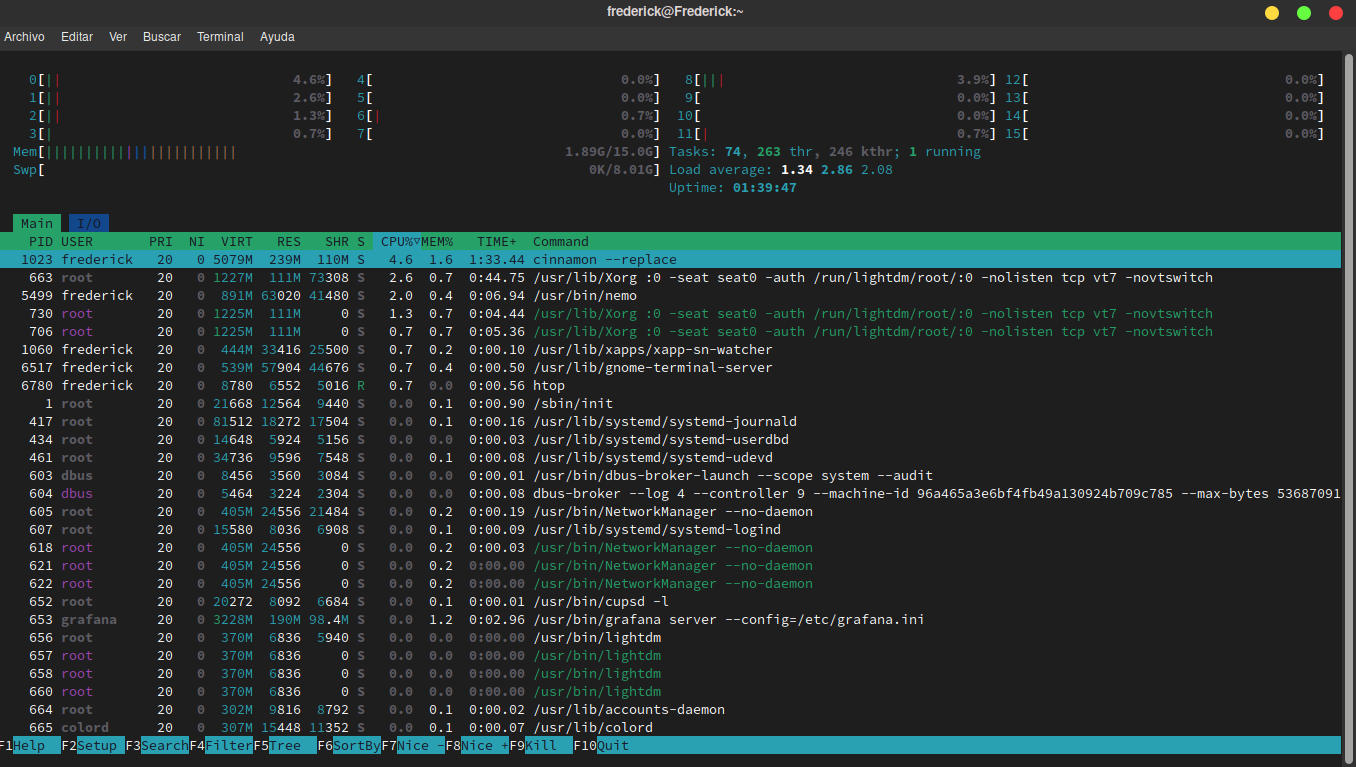 frederick@Frederick:~
Archivo Editar Ver Buscar Terminal Ayuda
0[|| 4.6%] 4[ 0.0%] 8[||| 3.9%] 12[ 0.0%]
1[|| 2.6%] 5[ 0.0%] 9[ 0.0%] 13[ 0.0%]
2[|| 1.3%] 6[| 0.7%] 10[ 0.0%] 14[ 0.0%]
3[| 0.7%] 7[ 0.0%] 11[| 0.7%] 15[ 0.0%]
Mem[|||||||||||||||||||||||| 1.89G/15.0G] Tasks: 74, 263 thr, 246 kthr; 1 running
Swp[ 0K/8.01G] Load average: 1.34 2.86 2.08
Uptime: 01:39:47
Main I/O
PID USER PRI NI VIRT RES SHR S CPU%▽MEM% TIME+ Command
1023 frederick 20 0 5079M 239M 110M S 4.6 1.6 1:33.44 cinnamon --replace
663 root 20 0 1227M 111M 73308 S 2.6 0.7 0:44.75 /usr/lib/Xorg :0 -seat seat0 -auth /run/lightdm/root/:0 -nolisten tcp vt7 -novtswitch
5499 frederick 20 0 891M 63020 41480 S 2.0 0.4 0:06.94 /usr/bin/nemo
730 root 20 0 1225M 111M 0 S 1.3 0.7 0:04.44 /usr/lib/Xorg :0 -seat seat0 -auth /run/lightdm/root/:0 -nolisten tcp vt7 -novtswitch
706 root 20 0 1225M 111M 0 S 0.7 0.7 0:05.36 /usr/lib/Xorg :0 -seat seat0 -auth /run/lightdm/root/:0 -nolisten tcp vt7 -novtswitch
1060 frederick 20 0 444M 33416 25500 S 0.7 0.2 0:00.10 /usr/lib/xapps/xapp-sn-watcher
6517 frederick 20 0 539M 57904 44676 S 0.7 0.4 0:00.50 /usr/lib/gnome-terminal-server
6780 frederick 20 0 8780 6552 5016 R 0.7 0.0 0:00.56 htop
1 root 20 0 21668 12564 9440 S 0.0 0.1 0:00.90 /sbin/init
417 root 20 0 81512 18272 17504 S 0.0 0.1 0:00.16 /usr/lib/systemd/systemd-journald
434 root 20 0 14648 5924 5156 S 0.0 0.0 0:00.03 /usr/lib/systemd/systemd-userdbd
461 root 20 0 34736 9596 7548 S 0.0 0.1 0:00.08 /usr/lib/systemd/systemd-udevd
603 dbus 20 0 8456 3560 3084 S 0.0 0.0 0:00.01 /usr/bin/dbus-broker-launch --scope system --audit
604 dbus 20 0 5464 3224 2304 S 0.0 0.0 0:00.08 dbus-broker --log 4 --controller 9 --machine-id 96a465a3e6bf4fb49a130924b709c785 --max-bytes 53687091
605 root 20 0 405M 24556 21484 S 0.0 0.2 0:00.19 /usr/bin/NetworkManager --no-daemon
607 root 20 0 15580 8036 6908 S 0.0 0.1 0:00.09 /usr/lib/systemd/systemd-logind
618 root 20 0 405M 24556 0 S 0.0 0.2 0:00.03 /usr/bin/NetworkManager --no-daemon
621 root 20 0 405M 24556 0 S 0.0 0.2 0:00.00 /usr/bin/NetworkManager --no-daemon
622 root 20 0 405M 24556 0 S 0.0 0.2 0:00.00 /usr/bin/NetworkManager --no-daemon
652 root 20 0 20272 8092 6684 S 0.0 0.1 0:00.01 /usr/bin/cupsd -l
653 grafana 20 0 3228M 190M 98.4M S 0.0 1.2 0:02.96 /usr/bin/grafana server --config=/etc/grafana.ini
656 root 20 0 370M 6836 5940 S 0.0 0.0 0:00.00 /usr/bin/lightdm
657 root 20 0 370M 6836 0 S 0.0 0.0 0:00.00 /usr/bin/lightdm
658 root 20 0 370M 6836 0 S 0.0 0.0 0:00.00 /usr/bin/lightdm
660 root 20 0 370M 6836 0 S 0.0 0.0 0:00.00 /usr/bin/lightdm
664 root 20 0 302M 9816 8792 S 0.0 0.1 0:00.02 /usr/lib/accounts-daemon
665 colord 20 0 307M 15448 11352 S 0.0 0.1 0:00.07 /usr/lib/colord
F1Help F2Setup F3SearchF4FilterF5Tree F6SortByF7Nice -F8Nice +F9Kill F10Quit